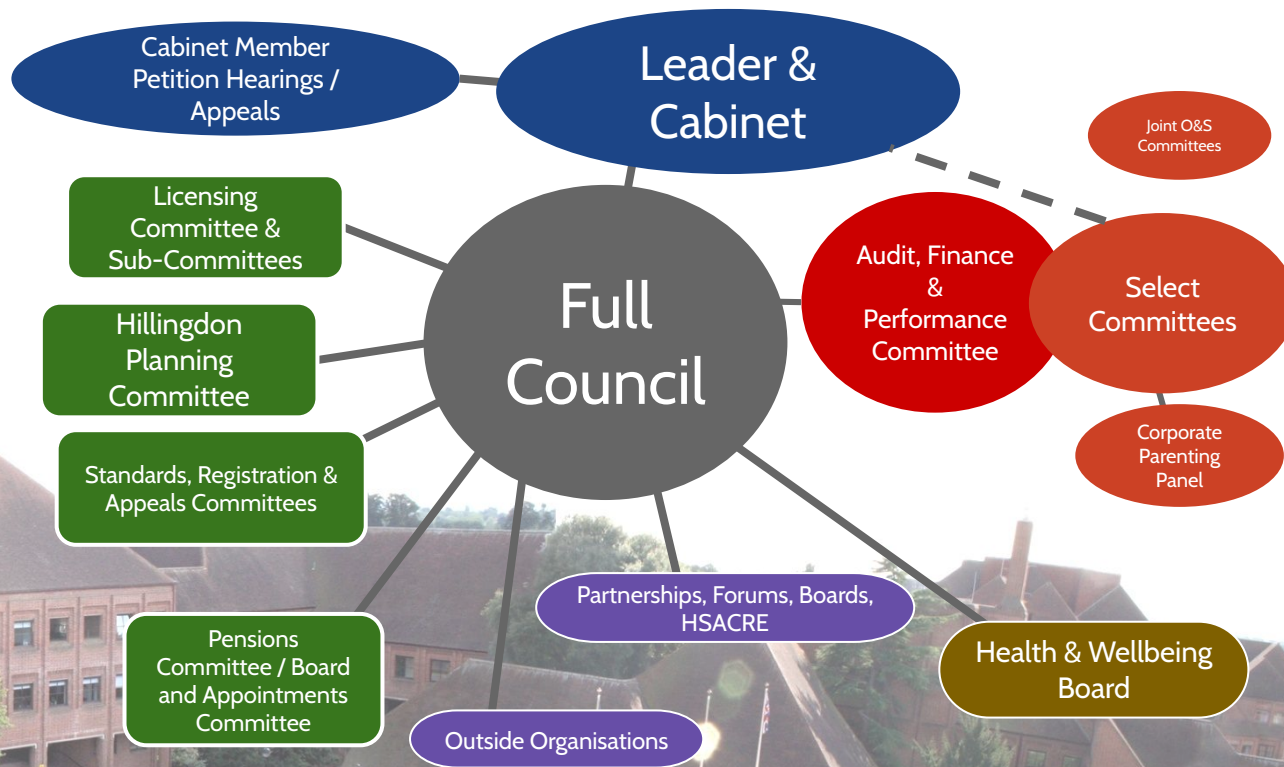 Cabinet Member
Petition Hearings /
Appeals
Leader &
Cabinet
Joint O&S
Committees
Licensing
Committee &
Sub-Committees
Audit, Finance
&
Performance
Committee
Select
Committees
Full
Council
Hillingdon
Planning
Committee
Corporate
Parenting
Panel
Standards, Registration &
Appeals Committees
Partnerships, Forums, Boards,
HSACRE
Pensions
Committee / Board
and Appointments
Committee
Health & Wellbeing
Board
Outside Organisations